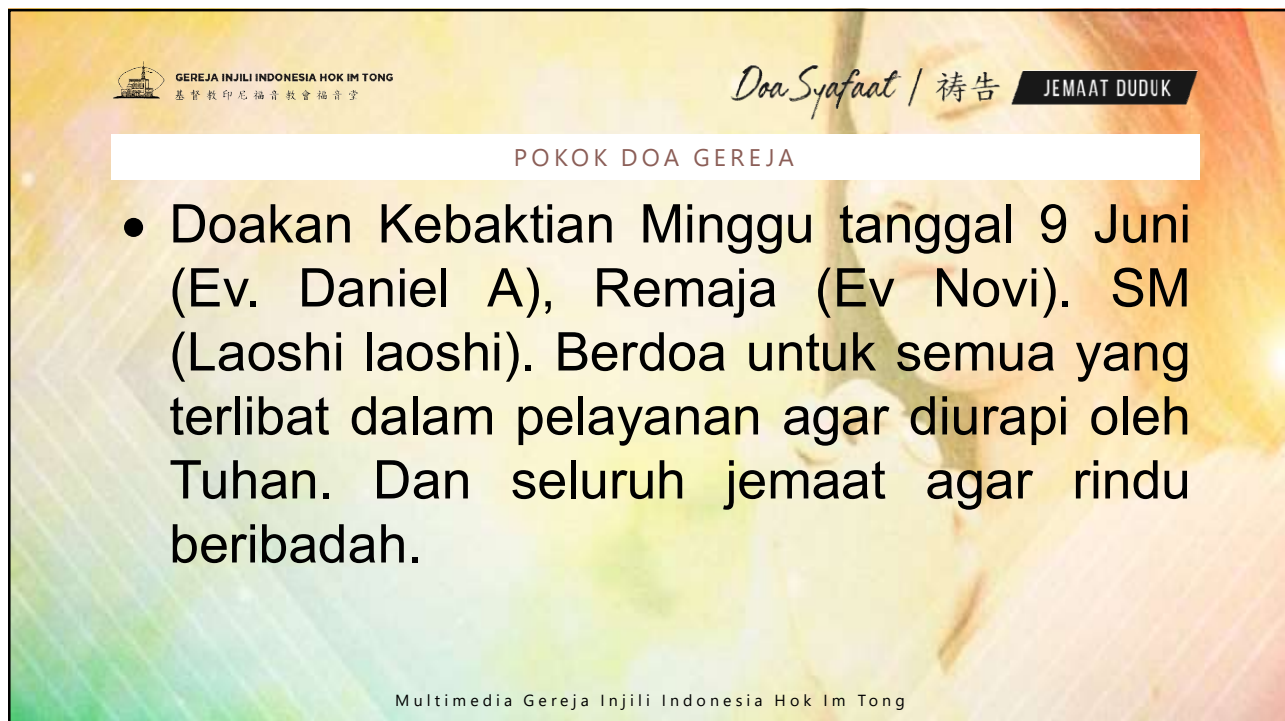 GEREJA INJILI INDONESIA HOK IM TONG
基督教印尼福音教會福音堂
Doa Syafaat / 祷告 JEMAAT DUDUK
POKOK DOA GEREJA
• Doakan Kebaktian Minggu tanggal 9 Juni
(Ev. Daniel A), Remaja (Ev Novi). SM
(Laoshi laoshi). Berdoa untuk semua yang
terlibat dalam pelayanan agar diurapi oleh
Tuhan. Dan seluruh jemaat agar rindu
beribadah.
Multimedia Gereja Injili Indonesia Hok Im Tong